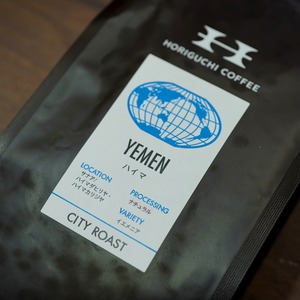 HORIGUCHI COFFEE
YEMEN
ハイマ
LOCATION
サナア/
ハイマダヒリヤ・
ハイマカリジヤ
PROCESSING
ナチュラル
VARIETY
イエメニア
CITY ROAST